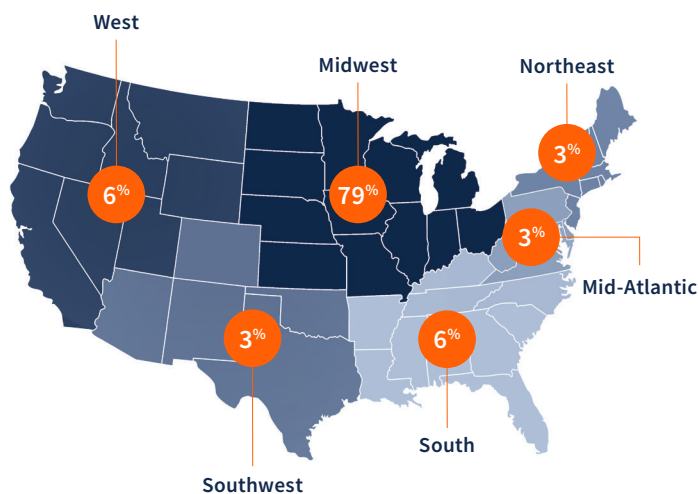 West
Midwest
Northeast
3%
6%
79%
3%
Mid-Atlantic
3%
6%
South
Southwest